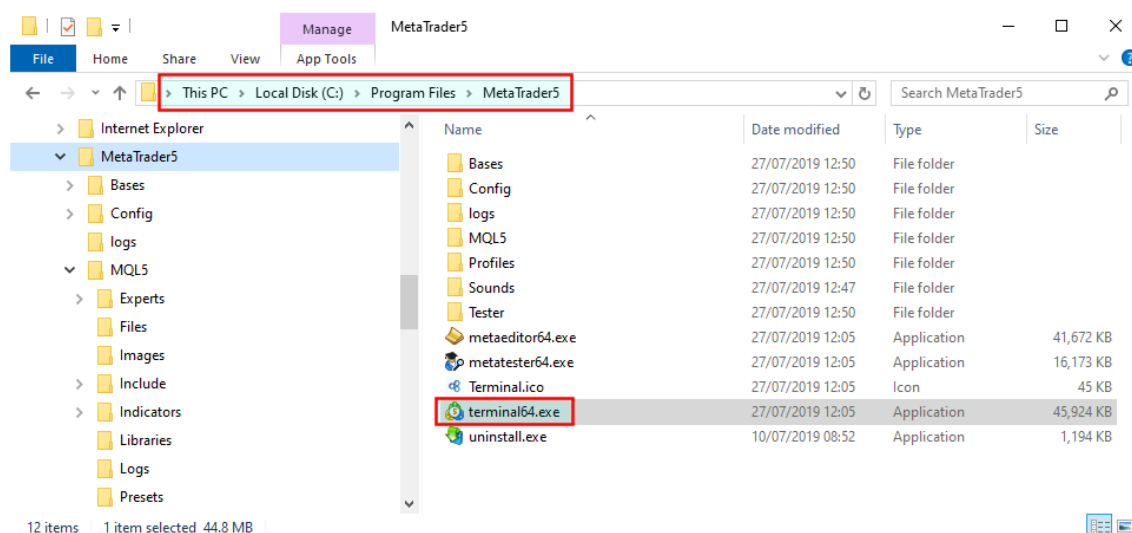 Manage MetaTrader5
File Home Share View App Tools
This PC Local Disk (C:) Program Files MetaTrader5 Search MetaTrader5
Internet Explorer
MetaTrader5
Bases
Config
logs
MQL5
Experts
Files
Images
Include
Indicators
Libraries
Logs
Presets
Name Date modified Type Size
Bases 27/07/2019 12:50 File folder
Config 27/07/2019 12:50 File folder
logs 27/07/2019 12:50 File folder
MQL5 27/07/2019 12:50 File folder
Profiles 27/07/2019 12:50 File folder
Sounds 27/07/2019 12:47 File folder
Tester 27/07/2019 12:50 File folder
metaeditor64.exe 27/07/2019 12:05 Application 41,672 KB
metatester64.exe 27/07/2019 12:05 Application 16,173 KB
Terminal.ico 27/07/2019 12:05 Icon 45 KB
terminal64.exe 27/07/2019 12:05 Application 45,924 KB
uninstall.exe 10/07/2019 08:52 Application 1,194 KB
12 items 1 item selected 44.8 MB